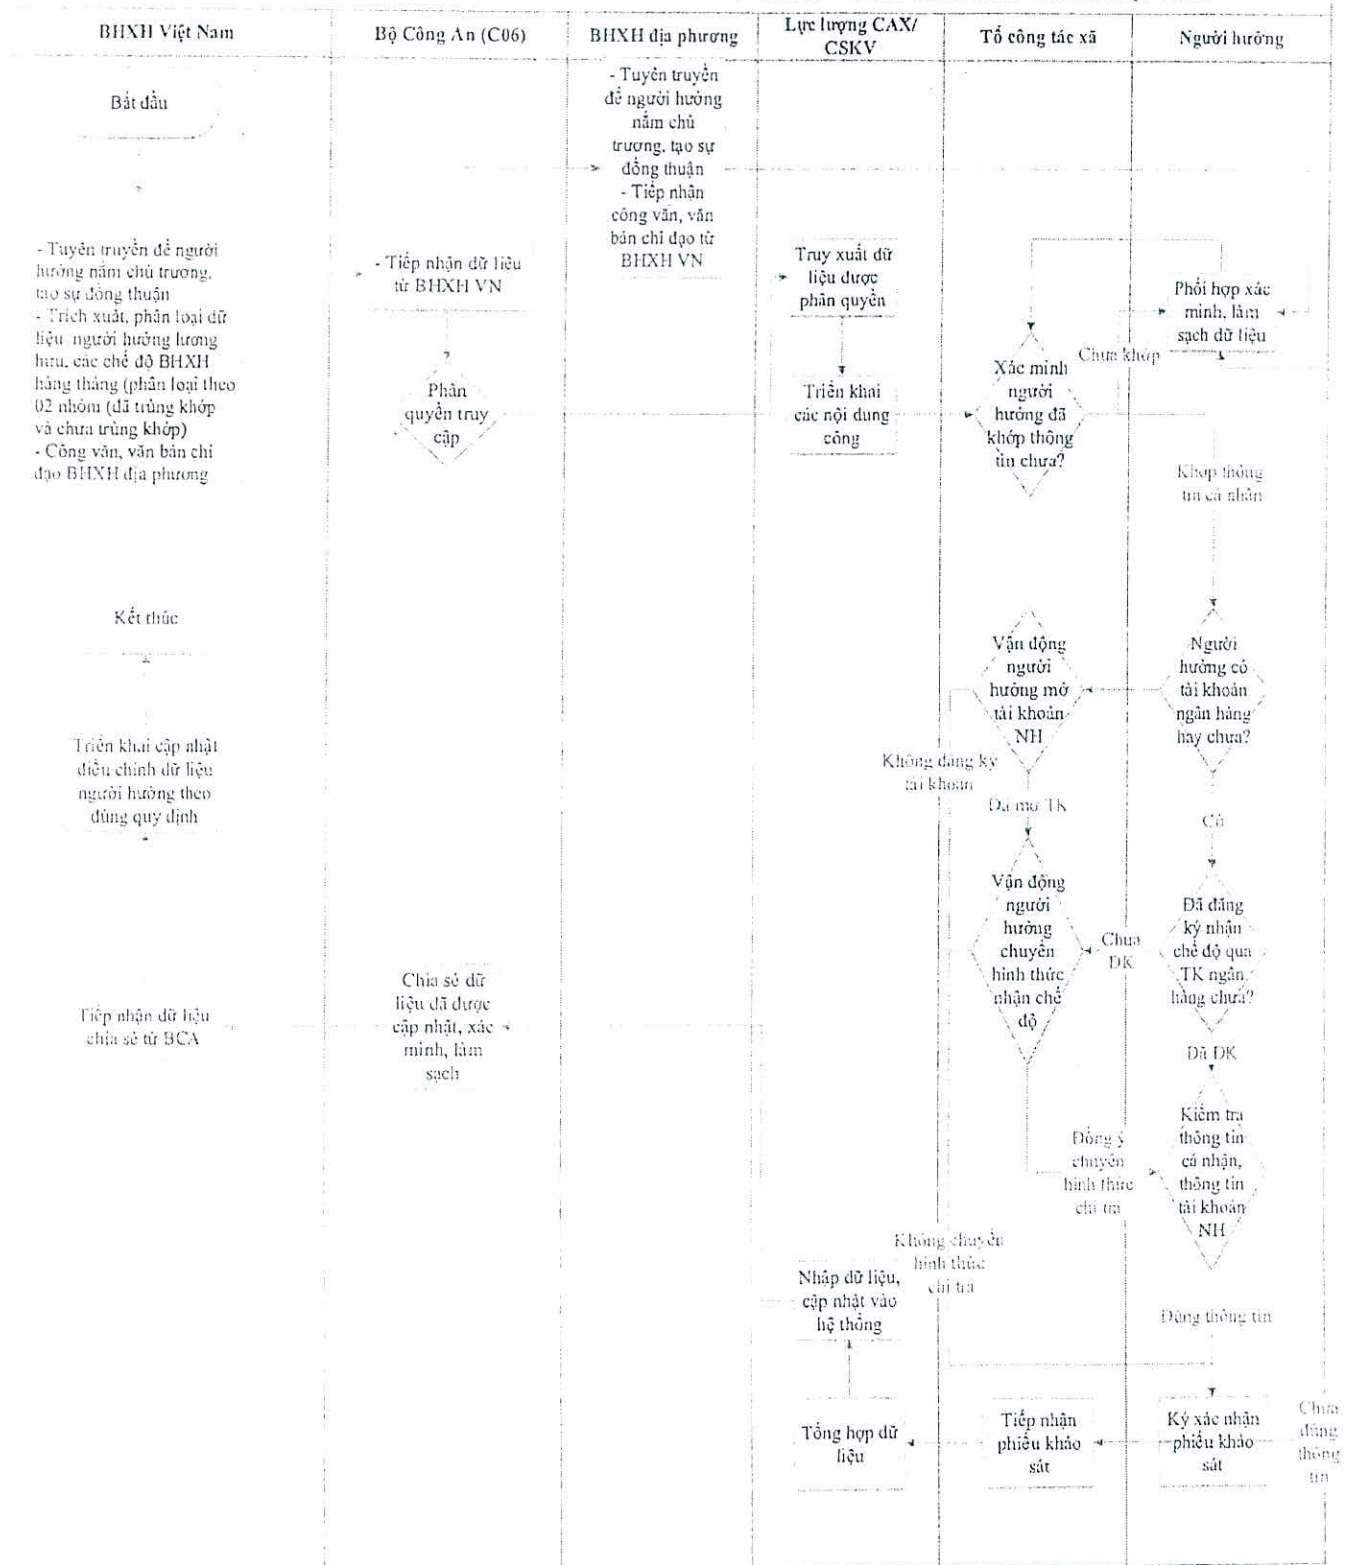 BHXH Việt Nam
Bộ Công An (C06)
BHXH địa phương
Lực lượng CAX/
CSKV
Tổ công tác xã
Người hưởng
Bắt đầu
- Tuyên truyền
để người hưởng
nắm chủ
trương, tạo sự
đồng thuận
- Tiếp nhận
công văn, văn
bản chỉ đạo từ
BHXH VN
- Tuyên truyền để người
hưởng nắm chủ trương,
tạo sự đồng thuận
- Trích xuất, phân loại dữ
liệu người hưởng lương
hưu, các chế độ BHXH
hàng tháng (phân loại theo
02 nhóm (đã trùng khớp
và chưa trùng khớp)
- Công văn, văn bản chỉ
đạo BHXH địa phương
- Tiếp nhận dữ liệu
từ BHXH VN
Phân
quyền truy
cập
Truy xuất dữ
liệu được
phân quyền
Triển khai
các nội dung
công
Xác minh
người
hưởng đã
khớp thông
tin chưa?
Chưa khớp
Phối hợp xác
minh, làm
sạch dữ liệu
Khớp thông
tin cá nhân
Kết thúc
Vận động
người
hưởng mở
tài khoản
NH
Người
hưởng có
tài khoản
ngân hàng
hay chưa?
Triển khai cập nhật
điều chỉnh dữ liệu
người hưởng theo
đúng quy định
Không đăng ký
tài khoản
Đã mở TK
Có
Vận động
người
hưởng
chuyển
hình thức
nhận chế
độ
Chưa
ĐK
Đã đăng
ký nhận
chế độ qua
TK ngân
hàng chưa?
Tiếp nhận dữ liệu
chia sẻ từ BCA
Chia sẻ dữ
liệu đã được
cập nhật, xác
minh, làm
sạch
Đã ĐK
Đồng ý
chuyển
hình thức
chi trả
Kiểm tra
thông tin
cá nhận,
thông tin
tài khoản
NH
Không chuyển
hình thức
chi trả
Nhập dữ liệu,
cập nhật vào
hệ thống
Đúng thông tin
Tổng hợp dữ
liệu
Tiếp nhận
phiếu khảo
sát
Ký xác nhận
phiếu khảo
sát
Chưa
đúng
thông
tin